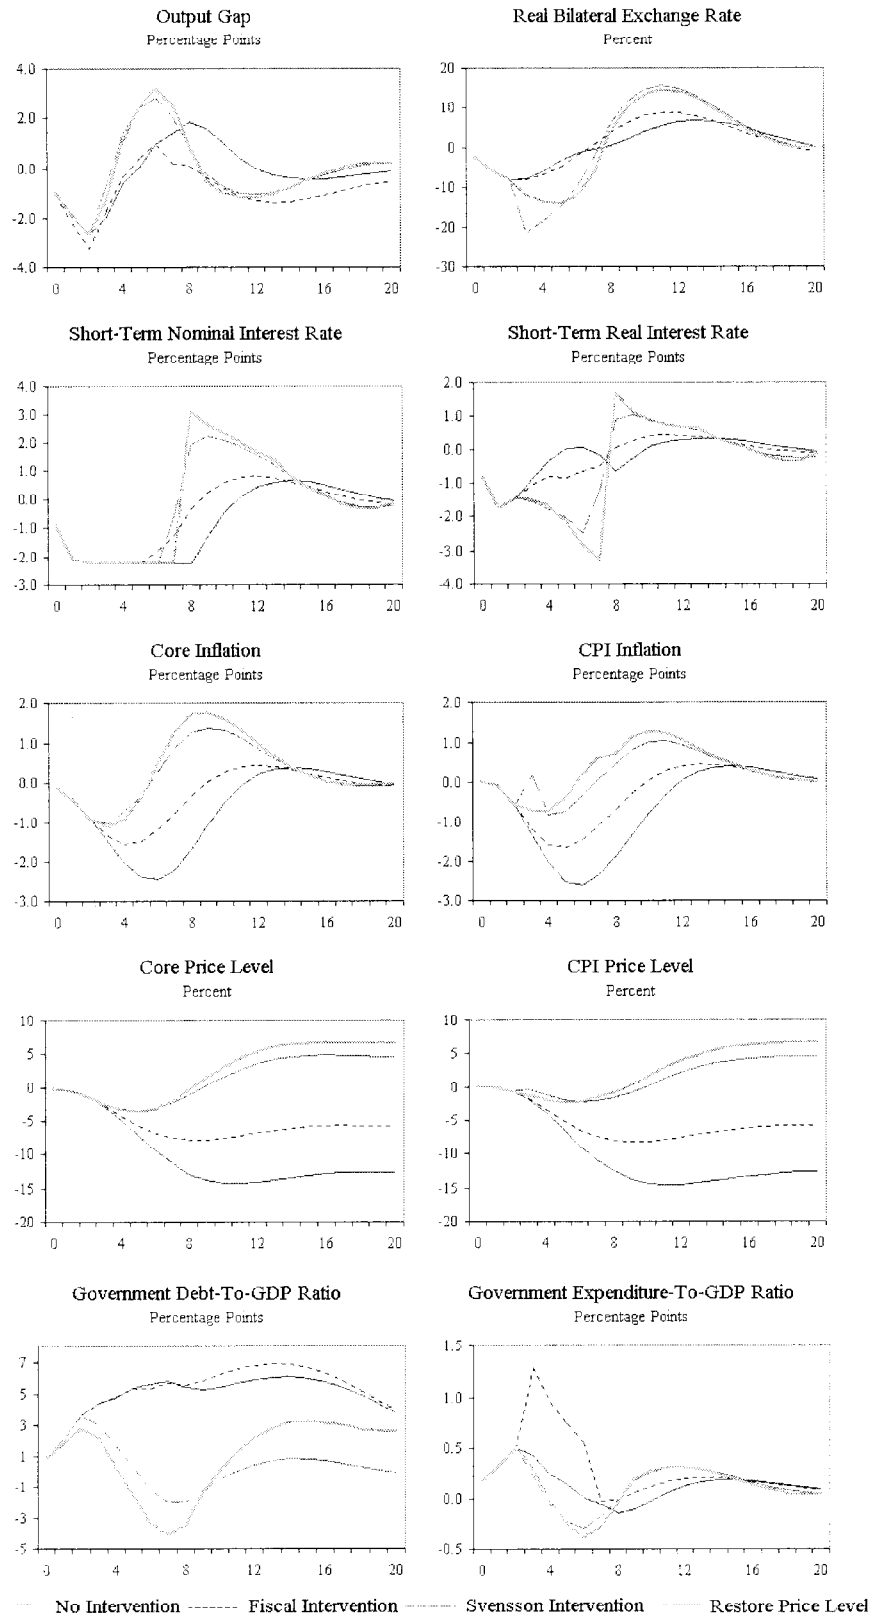 Output Gap
Percentage Points
4.0
2.0
0.0
-2.0
-4.0
0 4 8 12 16 20
Real Bilateral Exchange Rate
Percent
20
10
0
-10
-20
-30
0 4 8 12 16 20
Short-Term Nominal Interest Rate
Percentage Points
4.0
3.0
2.0
1.0
0.0
-1.0
-2.0
-3.0
0 4 8 12 16 20
Short-Term Real Interest Rate
Percentage Points
2.0
1.0
0.0
-1.0
-2.0
-3.0
-4.0
0 4 8 12 16 20
Core Inflation
Percentage Points
2.0
1.0
0.0
-1.0
-2.0
-3.0
0 4 8 12 16 20
CPI Inflation
Percentage Points
2.0
1.0
0.0
-1.0
-2.0
-3.0
0 4 8 12 16 20
Core Price Level
Percent
10
5
0
-5
-10
-15
-20
0 4 8 12 16 20
CPI Price Level
Percent
10
5
0
-5
-10
-15
-20
0 4 8 12 16 20
Government Debt-To-GDP Ratio
Percentage Points
7
5
3
1
-1
-3
-5
0 4 8 12 16 20
Government Expenditure-To-GDP Ratio
Percentage Points
1.5
1.0
0.5
0.0
-0.5
0 4 8 12 16 20
No Intervention Fiscal Intervention Svensson Intervention Restore Price Level